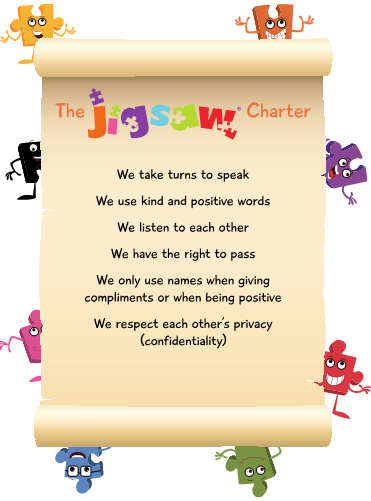 The jigsaw® Charter
We take turns to speak
We use kind and positive words
We listen to each other
We have the right to pass
We only use names when giving
compliments or when being positive
We respect each other's privacy
(confidentiality)